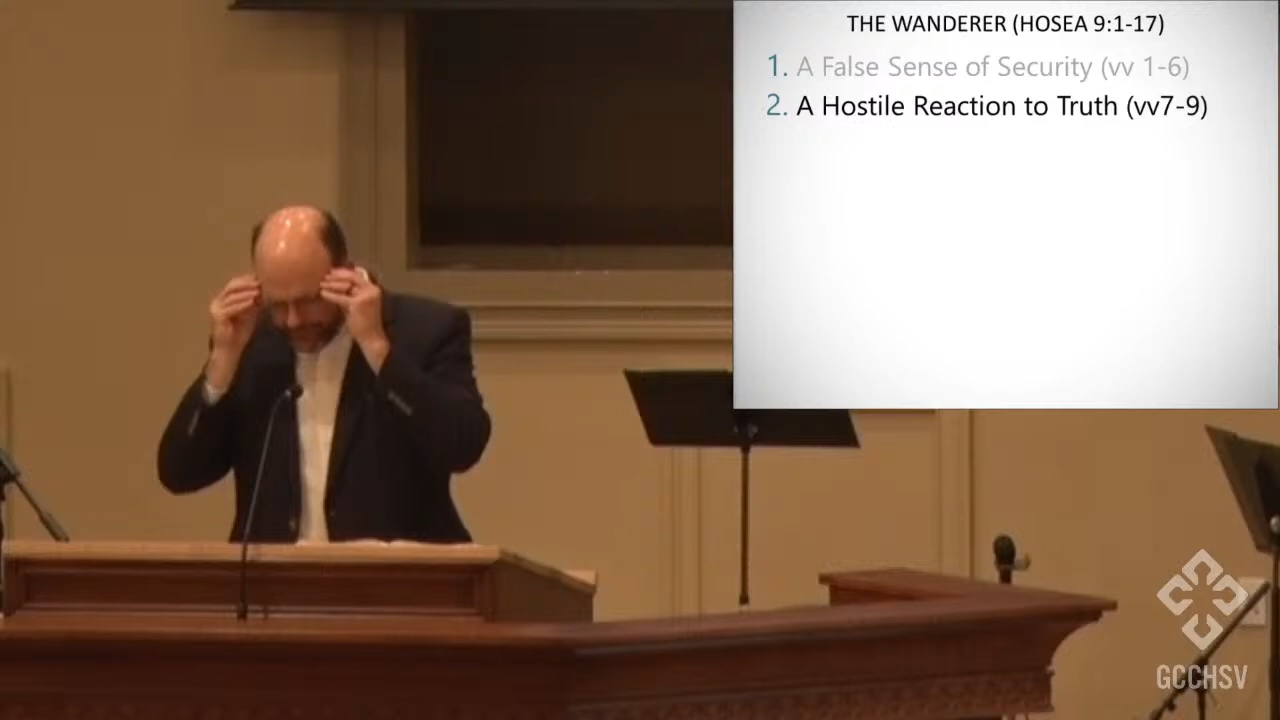 THE WANDERER (HOSEA 9:1-17)
1. A False Sense of Security (vv 1-6)
2. A Hostile Reaction to Truth (vv7-9)
GCCHSV